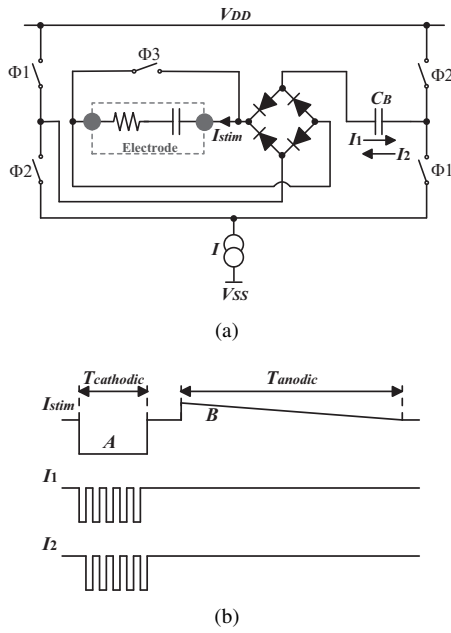 VDD
Φ1
Φ3
Φ2
CB
Istim
Electrode
I1
I2
Φ2
Φ1
I
VSS
(a)
Tcathodic
Tanodic
Istim
A
B
I1
I2
(b)